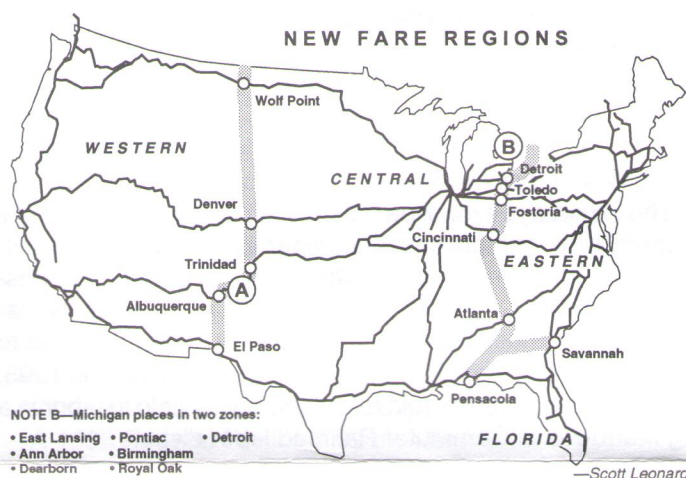 NEW FARE REGIONS
Wolf Point
B
WESTERN
CENTRAL
Detroit
Toledo
Denver
Fostoria
Cincinnati
EASTERN
Trinidad
A
Albuquerque
Atlanta
El Paso
Savannah
Pensacola
NOTE B—Michigan places in two zones:
• East Lansing • Pontiac • Detroit
• Ann Arbor • Birmingham
• Dearborn • Royal Oak
FLORIDA
—Scott Leonard